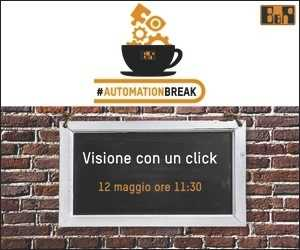 B&R
B&R
#AUTOMATIONBREAK
Visione con un click
12 maggio ore 11:30